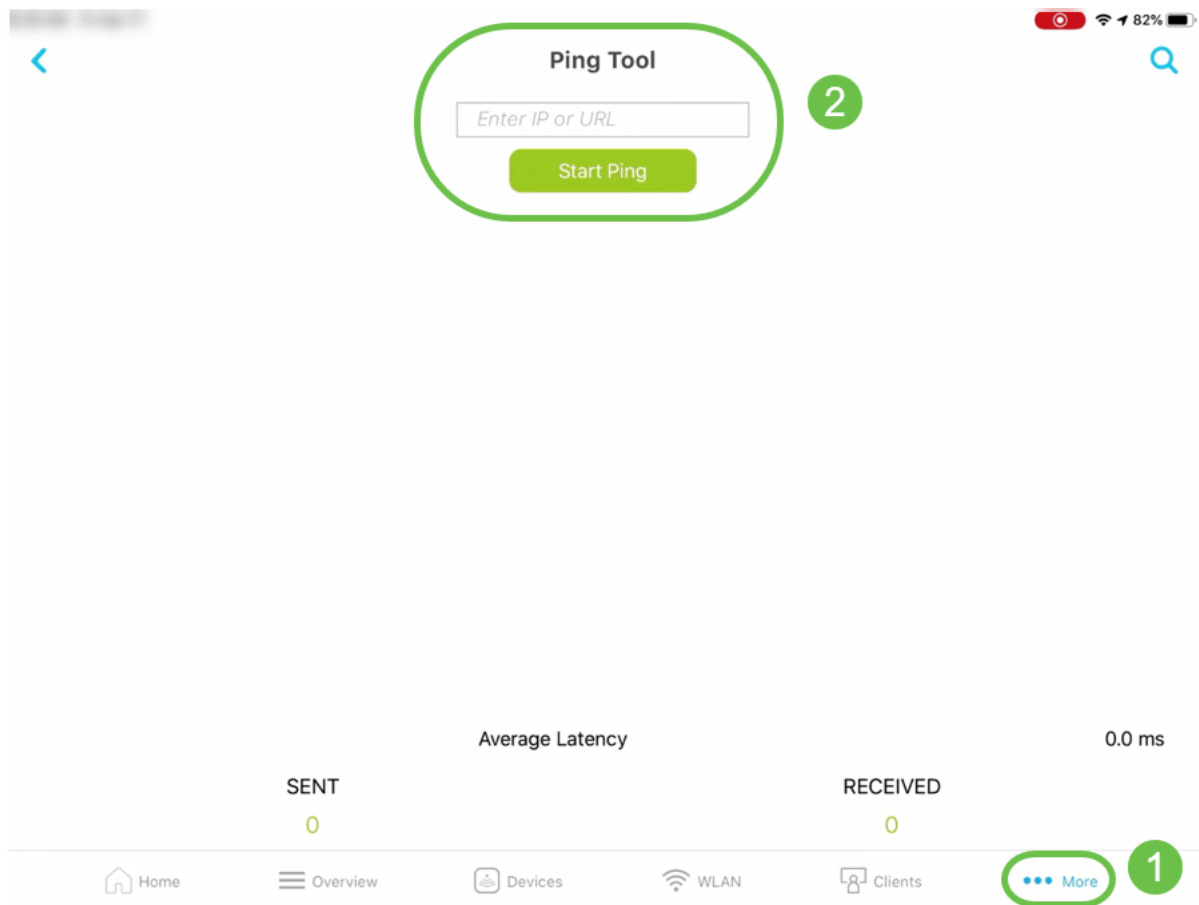 82%
Ping Tool
2
Enter IP or URL
Start Ping
Average Latency 0.0 ms
SENT RECEIVED
0 0
Home Overview Devices WLAN Clients More 1